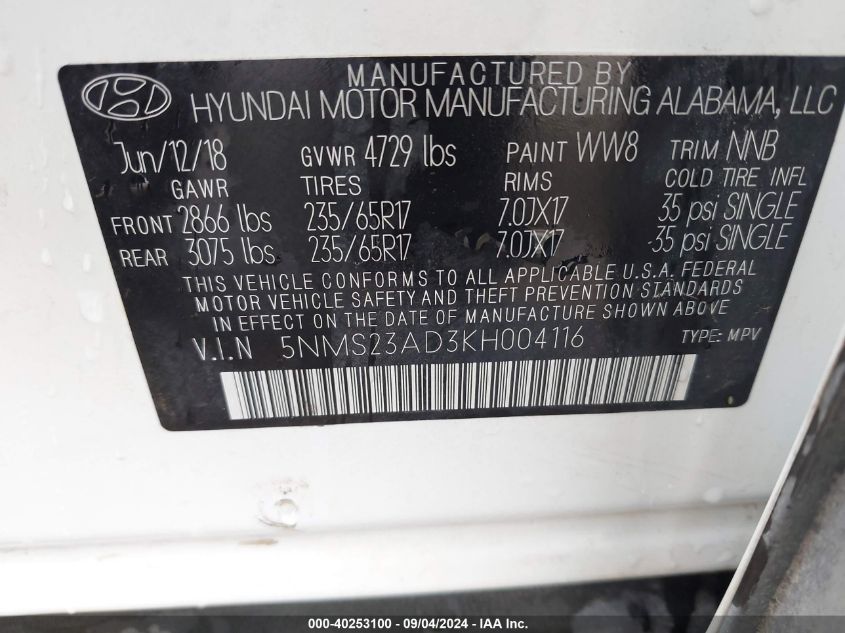 MANUFACTURED BY
HYUNDAI MOTOR MANUFACTURING ALABAMA, LLC
Jun/12/18 GVWR 4729 lbs PAINT WW8 TRIM NNB
GAWR TIRES RIMS COLD TIRE INFL
FRONT 2866 lbs 235/65R17 7.0JX17 35 psi SINGLE
REAR 3075 lbs 235/65R17 7.0JX17 35 psi SINGLE
THIS VEHICLE CONFORMS TO ALL APPLICABLE U.S.A. FEDERAL
MOTOR VEHICLE SAFETY AND THEFT PREVENTION STANDARDS
IN EFFECT ON THE DATE OF MANUFACTURE SHOWN ABOVE.
V.I.N 5NMS23AD3KH004116 TYPE: MPV
000-40253100 - 09/04/2024 - IAA Inc.